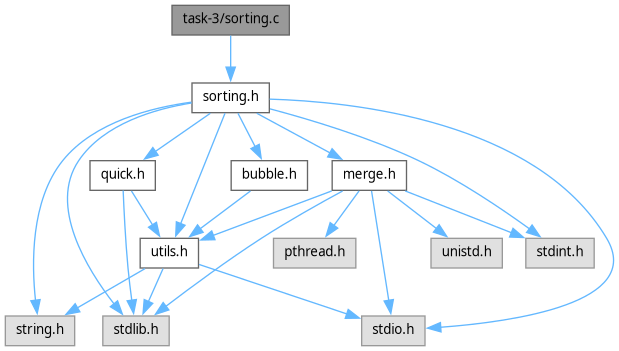 task-3/sorting.c
sorting.h
quick.h
bubble.h
merge.h
utils.h
pthread.h
unistd.h
stdint.h
string.h
stdlib.h
stdio.h